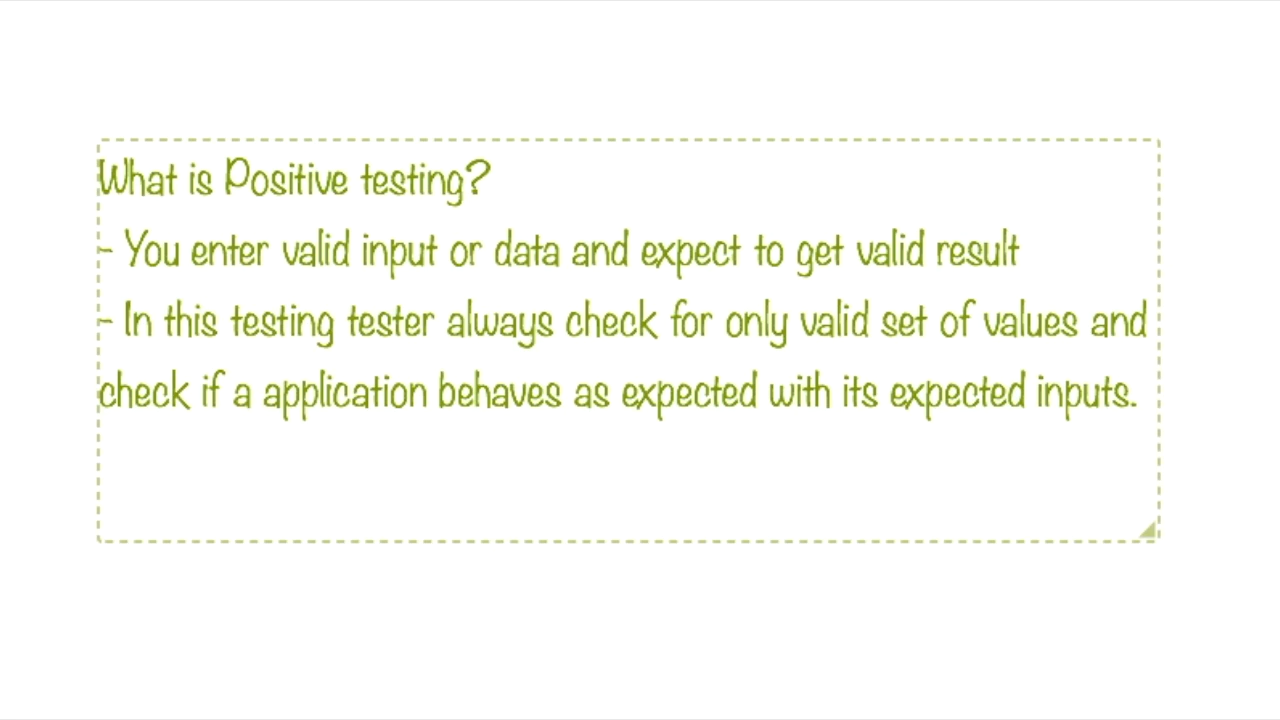 What is Positive testing?
- You enter valid input or data and expect to get valid result
- In this testing tester always check for only valid set of values and
check if a application behaves as expected with its expected inputs.